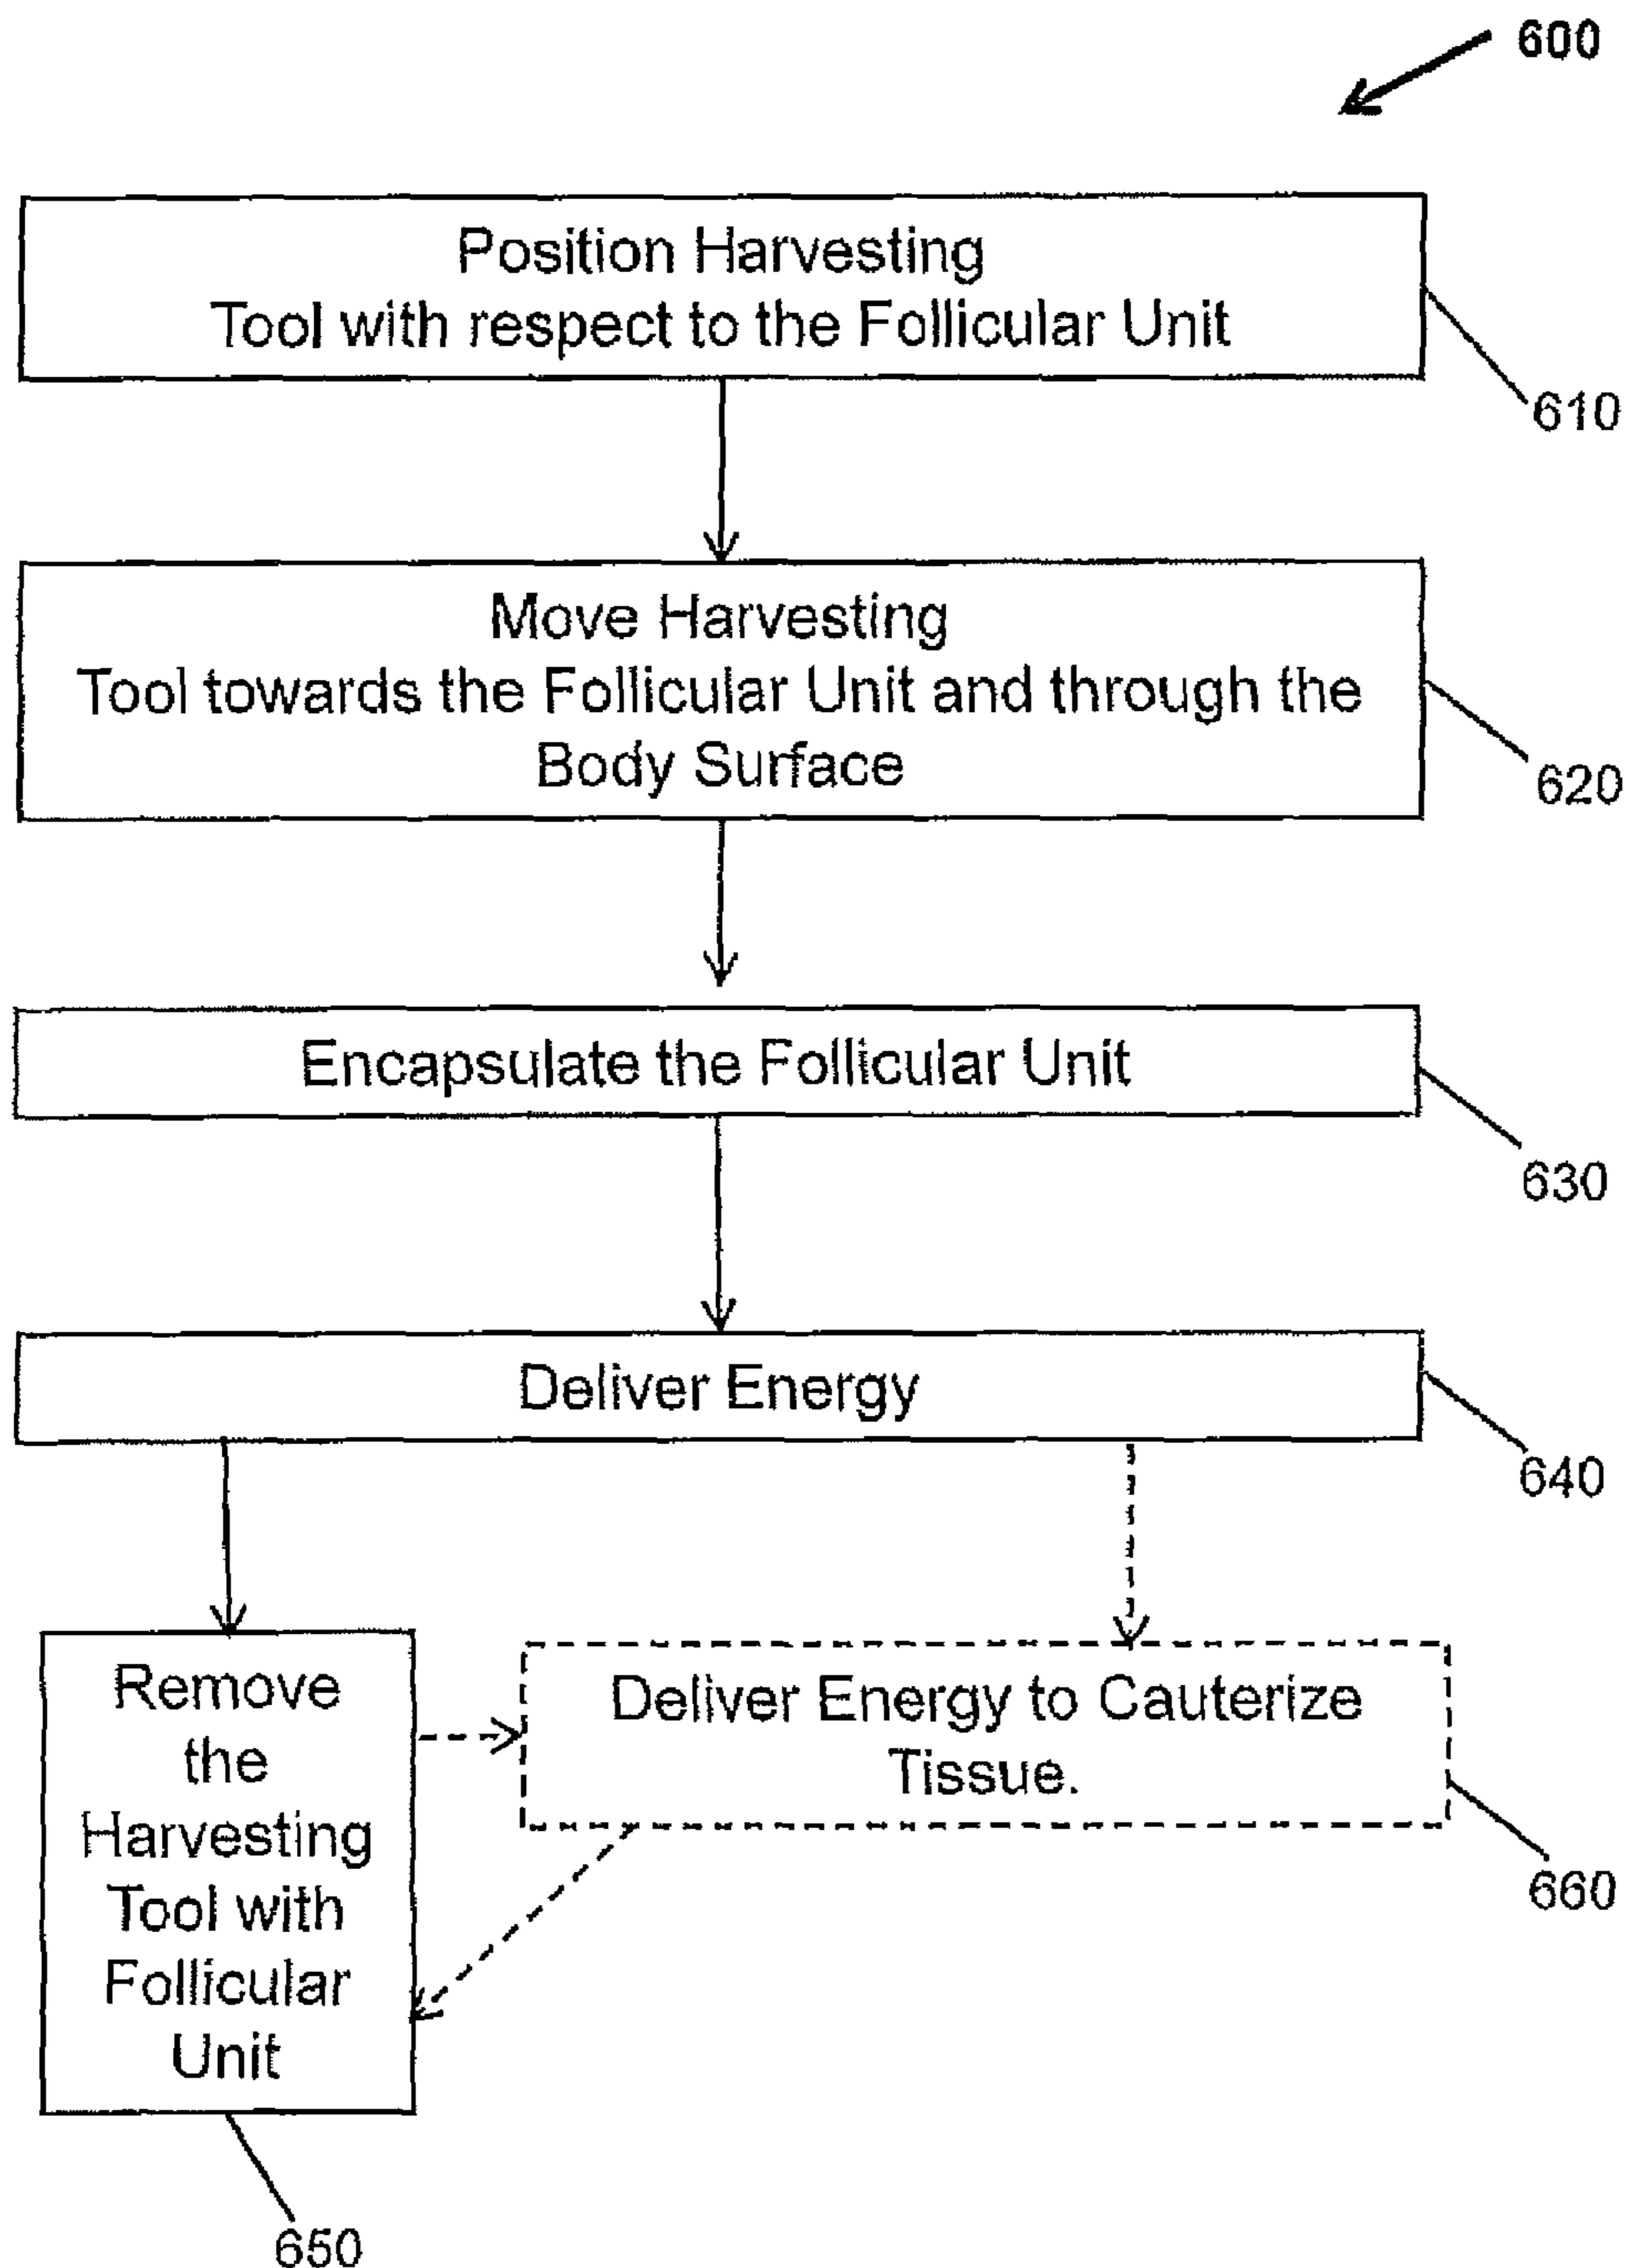 600
Position Harvesting
Tool with respect to the Follicular Unit
610
Move Harvesting
Tool towards the Follicular Unit and through the
Body Surface
620
Encapsulate the Follicular Unit
630
Deliver Energy
640
Remove
the
Harvesting
Tool with
Follicular
Unit
650
Deliver Energy to Cauterize
Tissue.
660